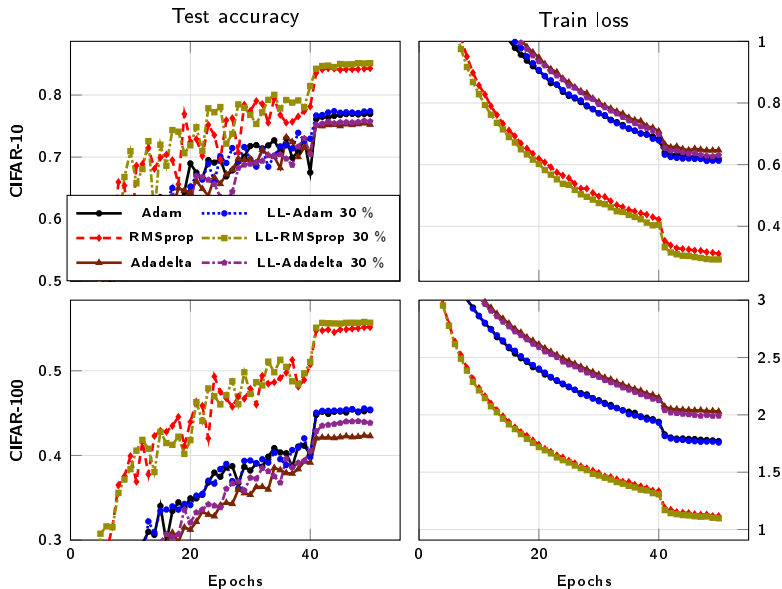 Test accuracy
Train loss
CIFAR-10
0.8
0.7
0.6
0.5
1
0.8
0.6
0.4
Adam
LL-Adam 30 %
RMSprop
LL-RMSprop 30 %
Adadelta
LL-Adadelta 30 %
CIFAR-100
0.5
0.4
0.3
3
2.5
2
1.5
1
0
20
40
0
20
40
Epochs
Epochs